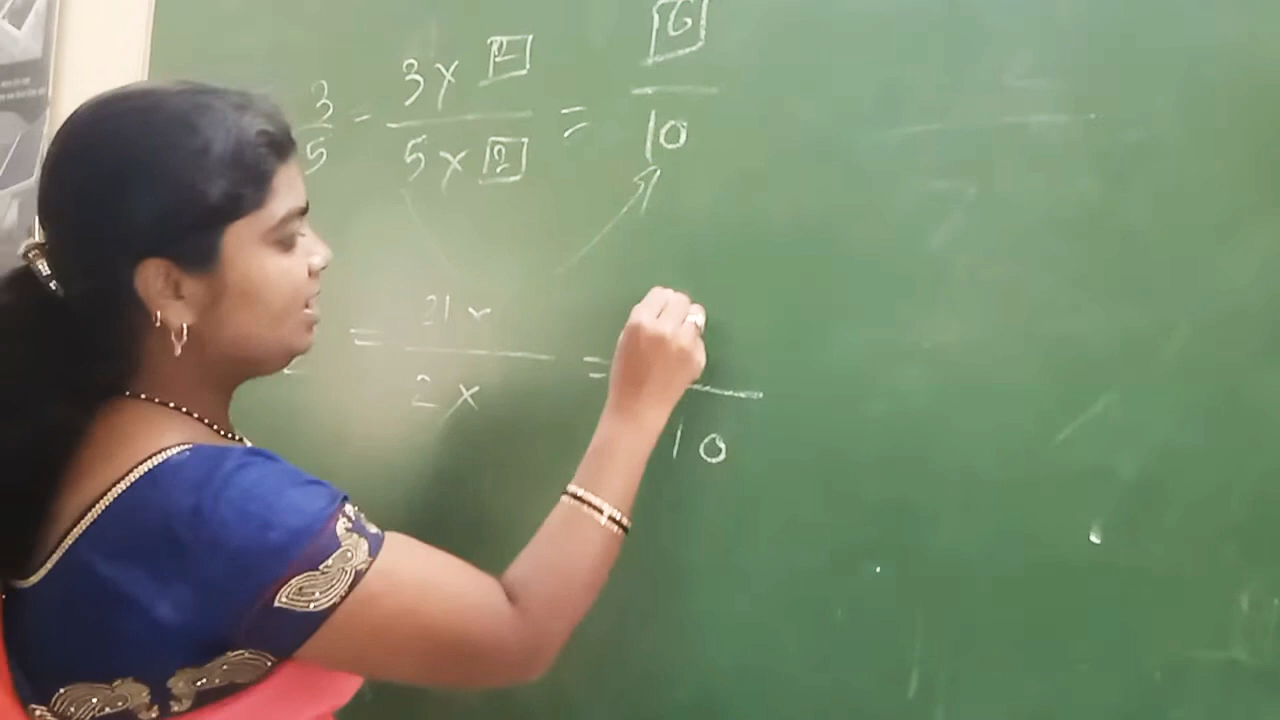 3/5 = 3 x 2 / 5 x 2 = 6 / 10
= 21 x / 2 x = / 10